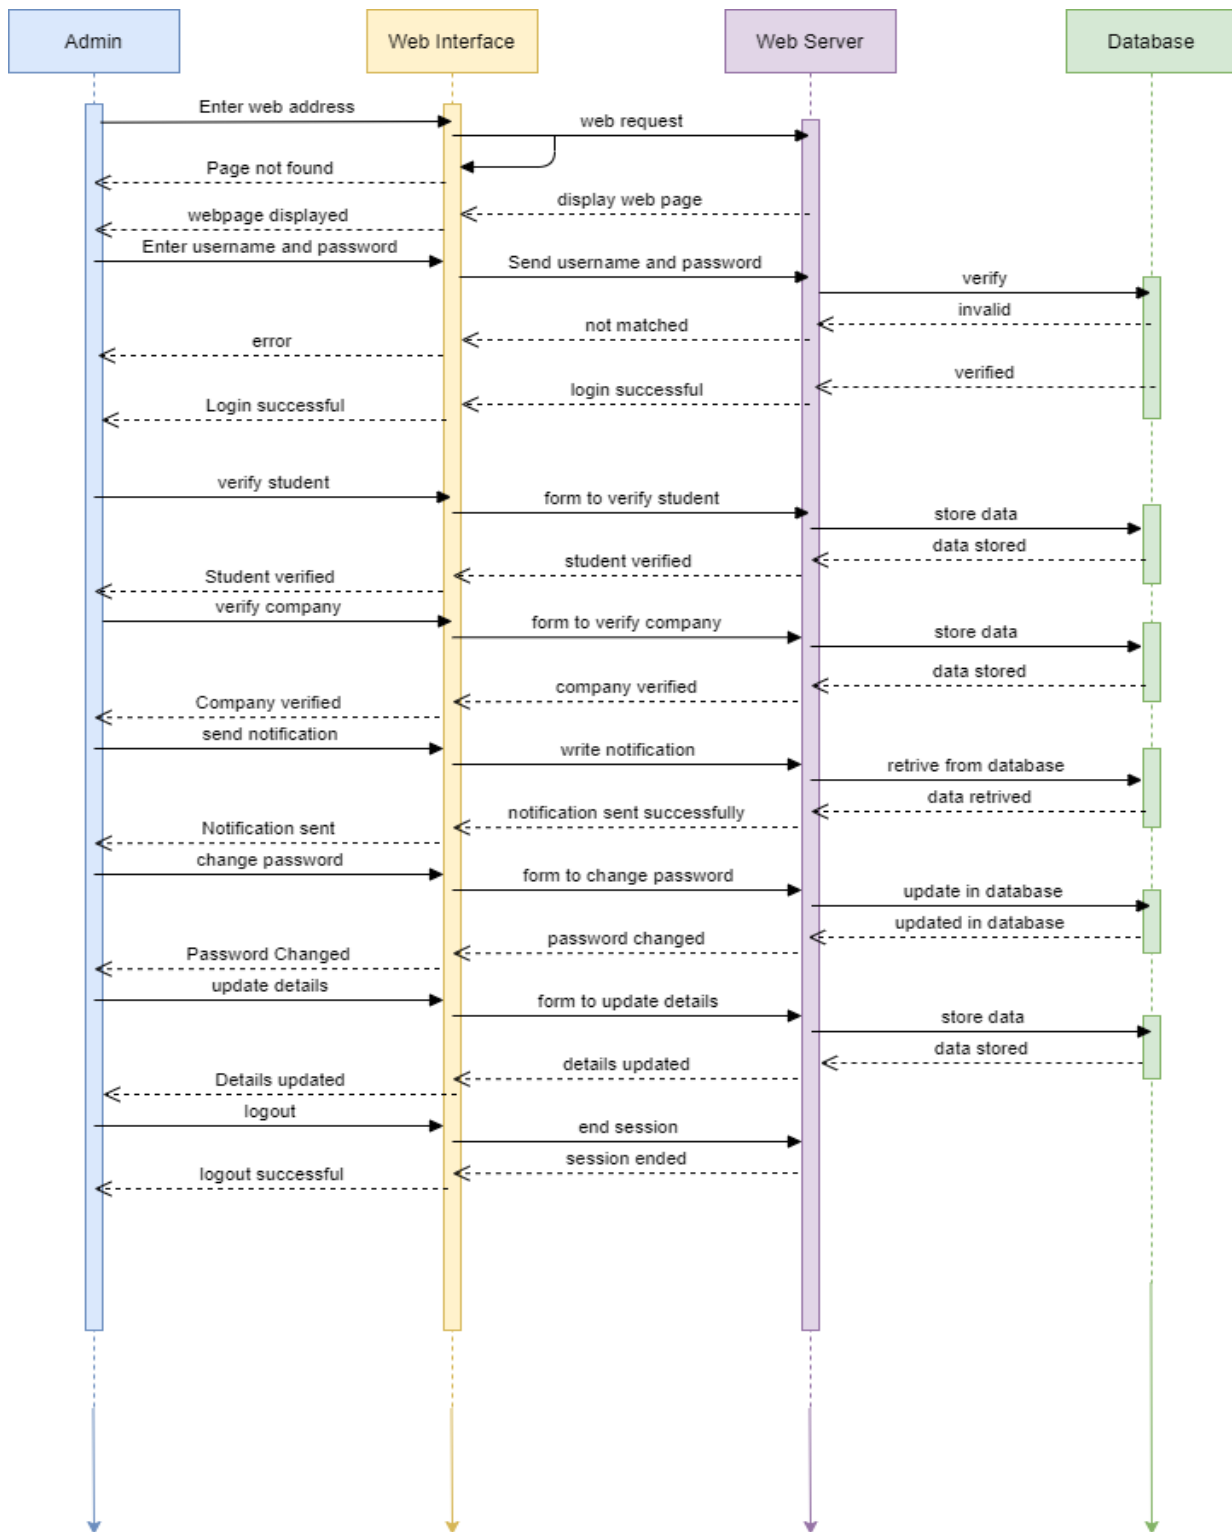 Admin
Web Interface
Web Server
Database
Enter web address
web request
Page not found
display web page
webpage displayed
Enter username and password
Send username and password
verify
invalid
not matched
error
verified
login successful
Login successful
verify student
form to verify student
store data
data stored
student verified
Student verified
verify company
form to verify company
store data
data stored
company verified
Company verified
send notification
write notification
retrive from database
data retrived
notification sent successfully
Notification sent
change password
form to change password
update in database
updated in database
password changed
Password Changed
update details
form to update details
store data
data stored
details updated
Details updated
logout
end session
session ended
logout successful